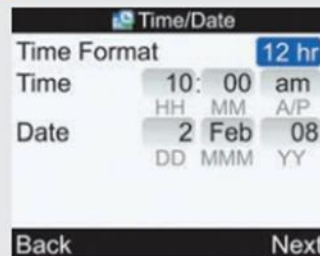 Time/Date
Time Format 12 hr
Time 10: 00 am
HH MM A/P
Date 2 Feb 08
DD MMM YY
Back Next